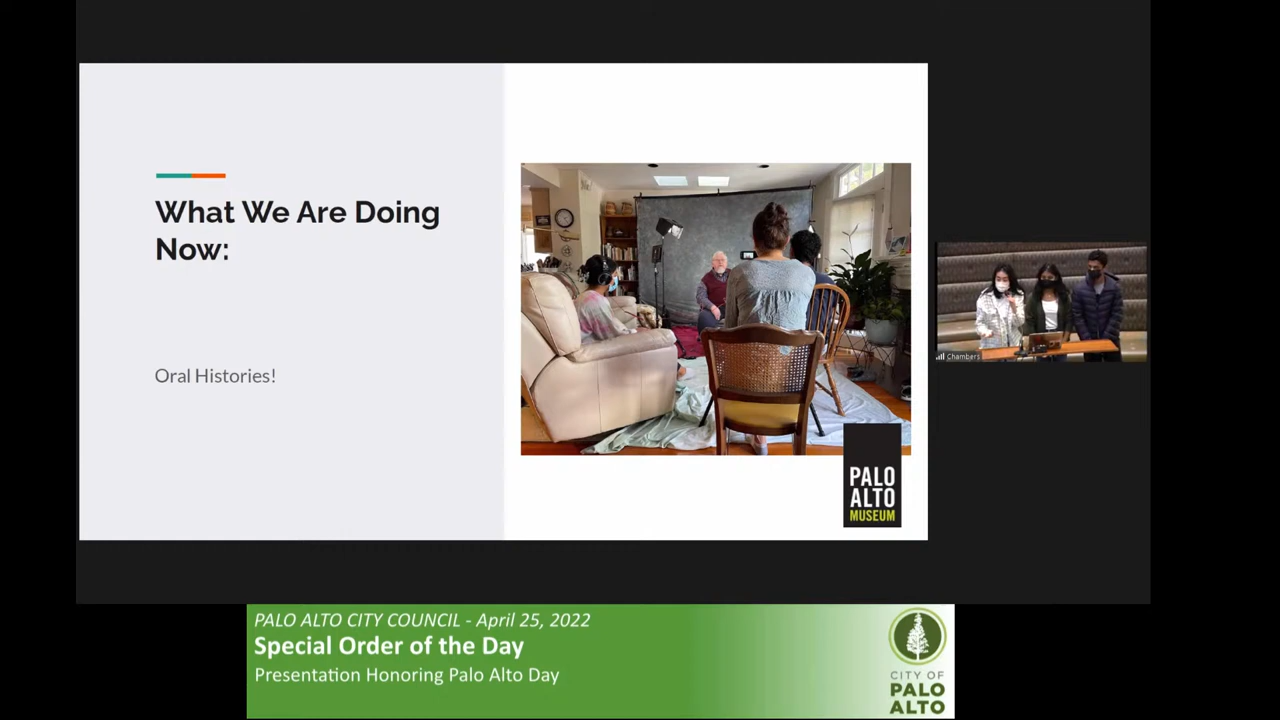 What We Are Doing
Now:
Oral Histories!
PALO
ALTO
MUSEUM
Chambers
PALO ALTO CITY COUNCIL - April 25, 2022
Special Order of the Day
Presentation Honoring Palo Alto Day
CITY OF
PALO
ALTO